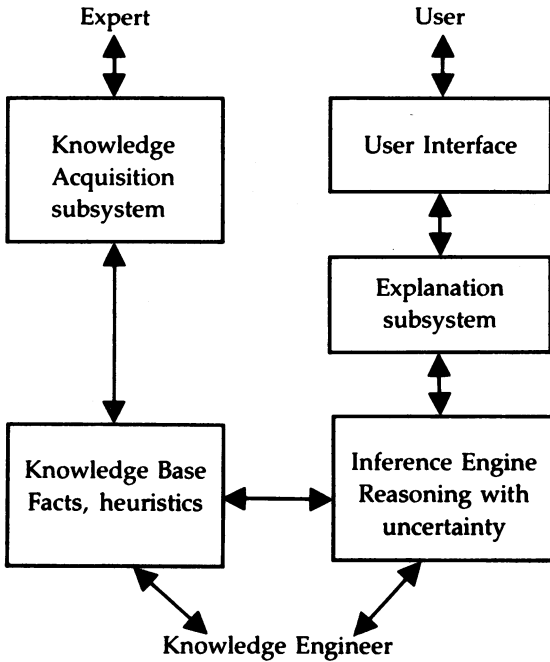 Expert
User
Knowledge
Acquisition
subsystem
User Interface
Explanation
subsystem
Knowledge Base
Facts, heuristics
Inference Engine
Reasoning with
uncertainty
Knowledge Engineer